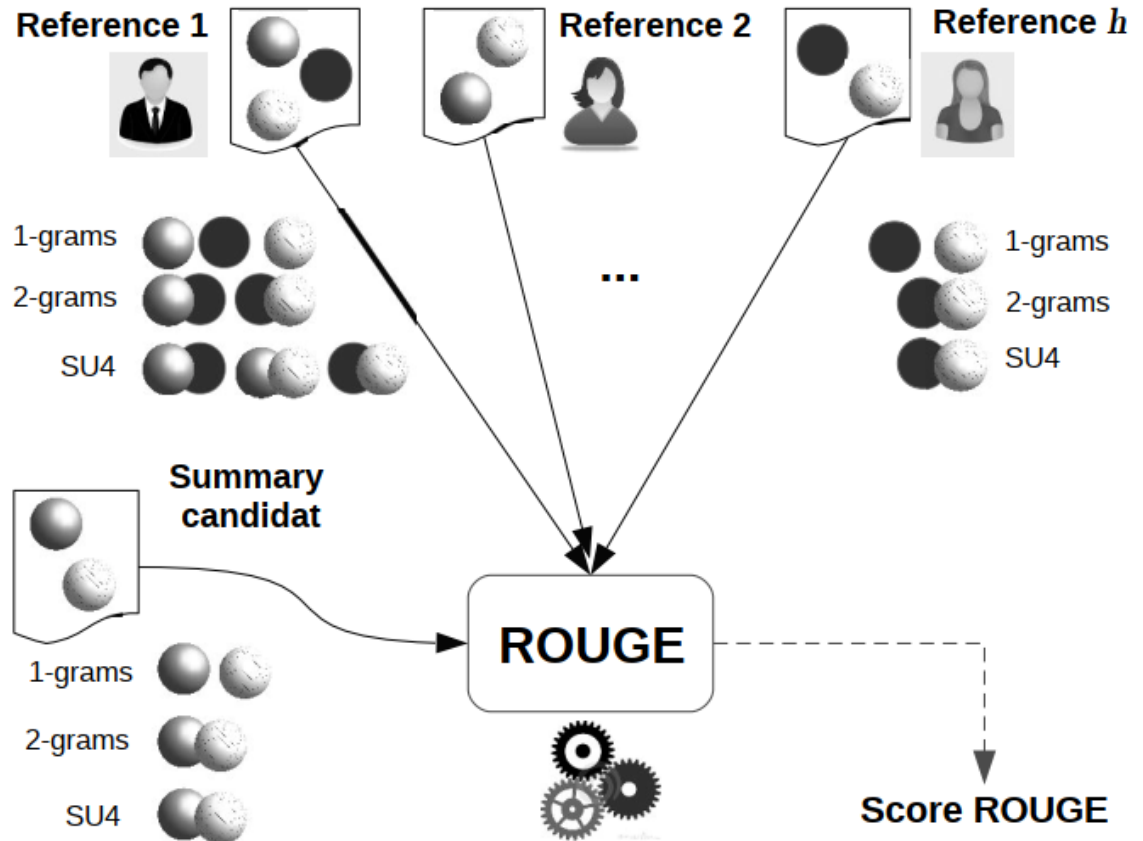 Reference 1
Reference 2
Reference h
1-grams
2-grams
SU4
...
1-grams
2-grams
SU4
Summary
candidat
1-grams
2-grams
SU4
ROUGE
Score ROUGE